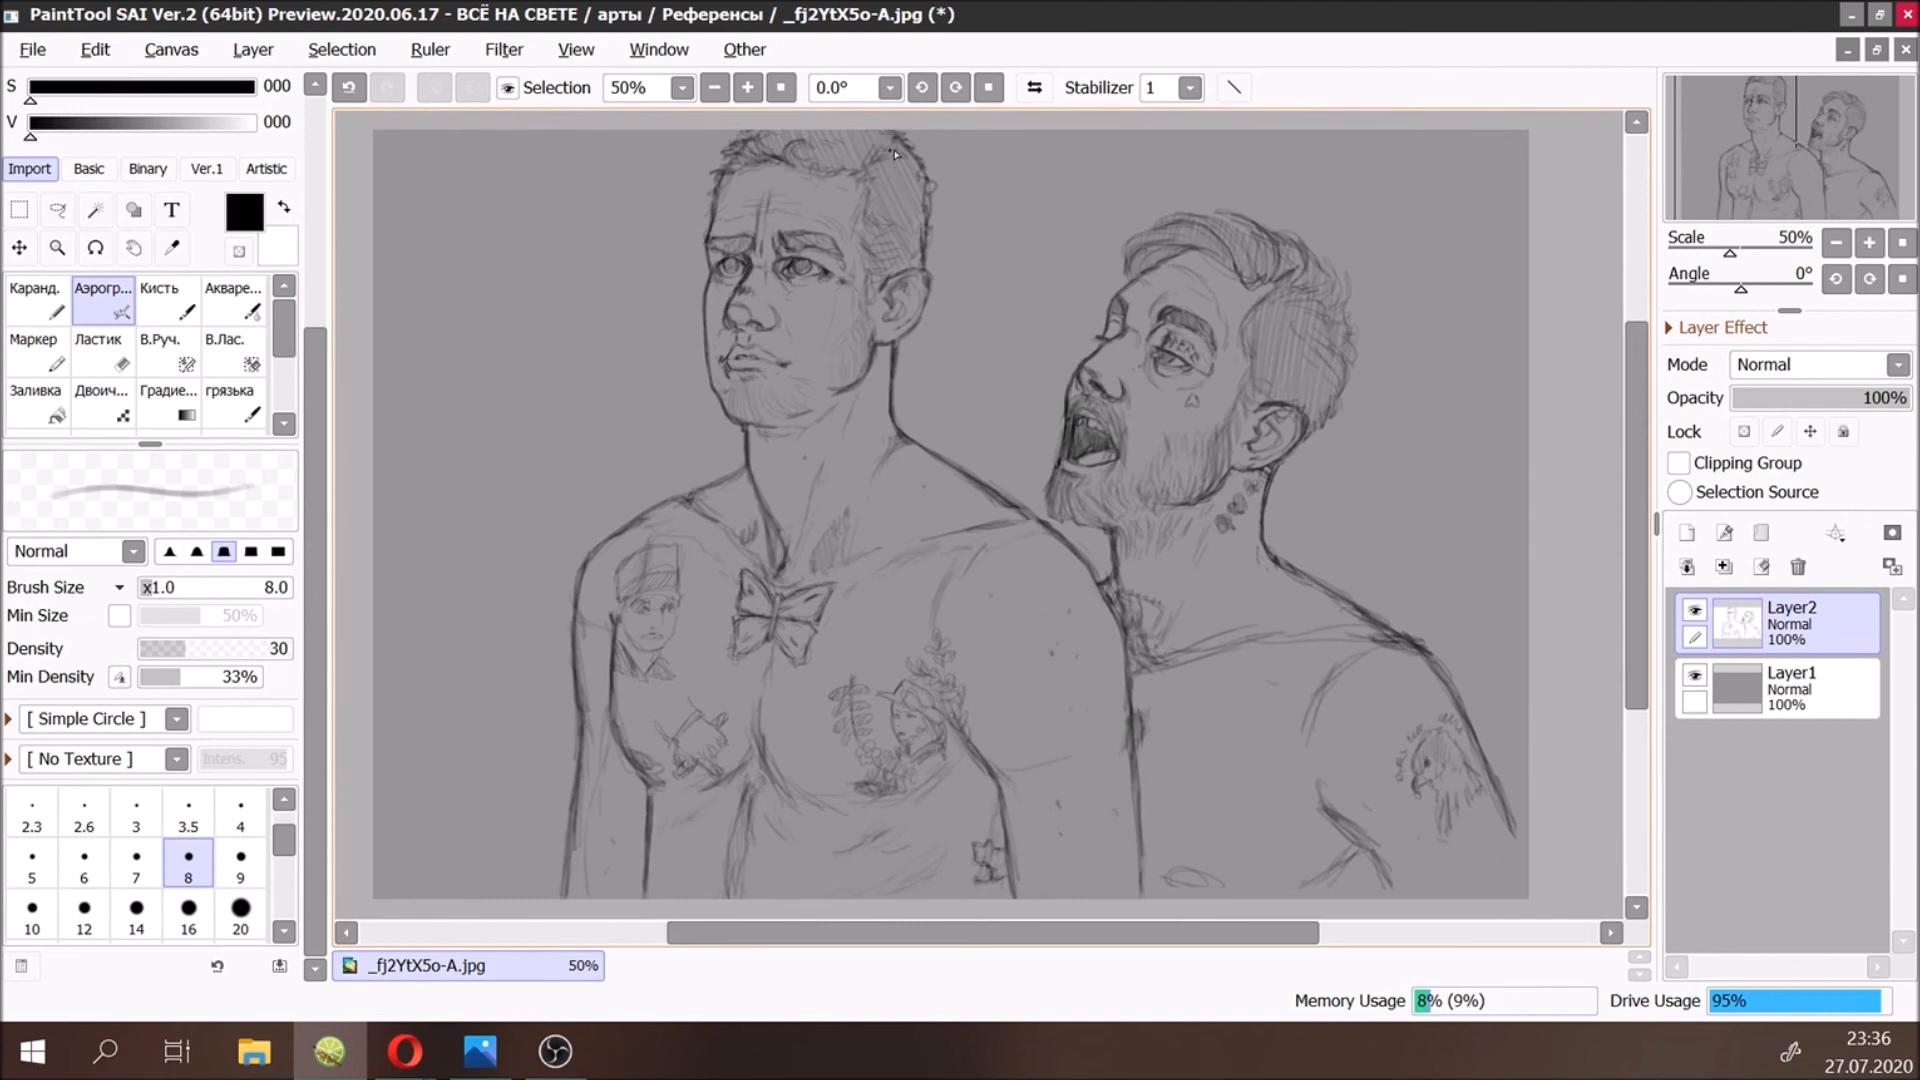 PaintTool SAI Ver.2 (64bit) Preview.2020.06.17 - ВСЁ НА СВЕТЕ / арты / Референсы / _fj2YtX5o-A.jpg (*)
File Edit Canvas Layer Selection Ruler Filter View Window Other
S 000
V 000
Selection 50% 0.0° Stabilizer 1
Import Basic Binary Ver.1 Artistic
T
Каранд. Аэрогр... Кисть Акваре...
Маркер Ластик В.Руч. В.Лас.
Заливка Двоич... Градие... грязька
Normal
Brush Size x1.0 8.0
Min Size 50%
Density 30
Min Density 33%
[ Simple Circle ]
[ No Texture ] Intens. 95
2.3 2.6 3 3.5 4
5 6 7 8 9
10 12 14 16 20
_fj2YtX5o-A.jpg 50%
Scale 50%
Angle 0°
Layer Effect
Mode Normal
Opacity 100%
Lock
Clipping Group
Selection Source
Layer2
Normal
100%
Layer1
Normal
100%
Memory Usage 8% (9%) Drive Usage 95%
23:36
27.07.2020